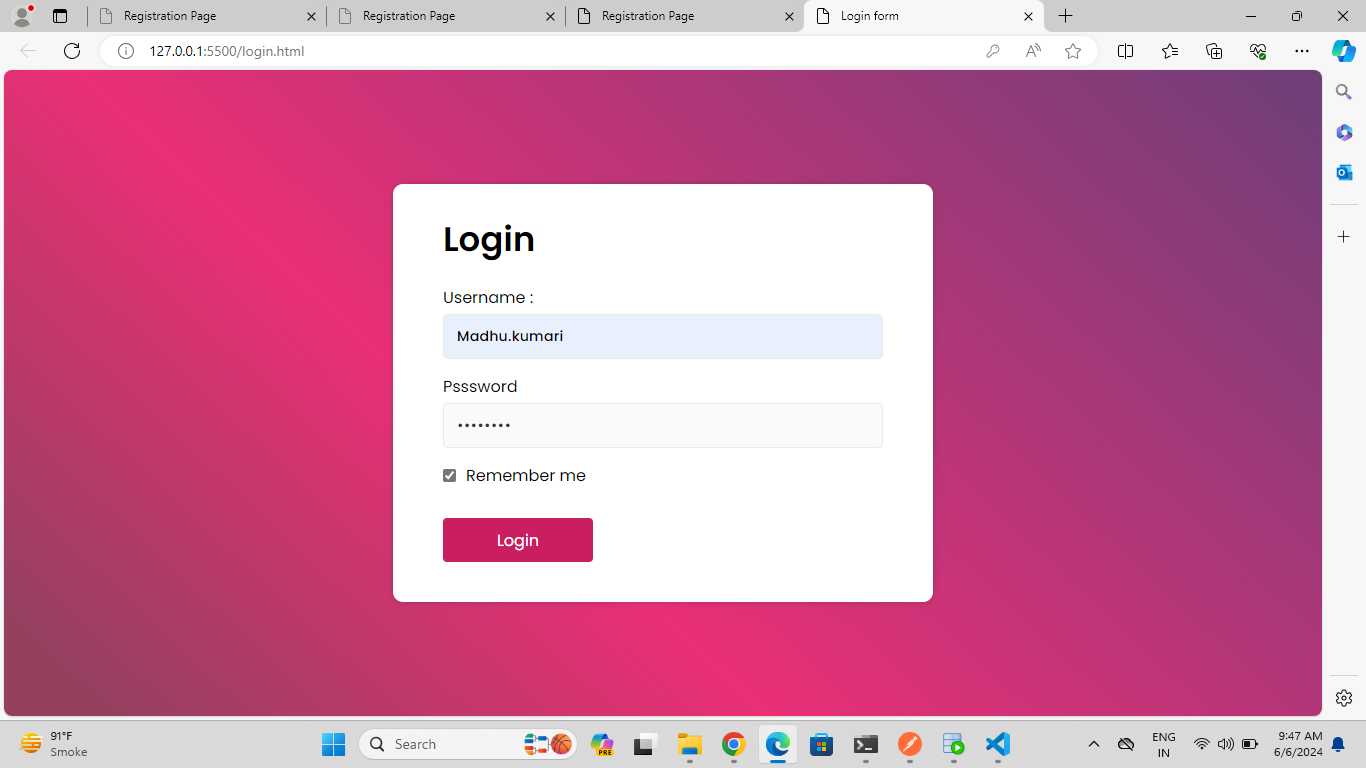 Registration Page
Registration Page
Registration Page
Login form
127.0.0.1:5500/login.html
Login
Username :
Madhu.kumari
Psssword
••••••••
Remember me
Login
91°F
Smoke
Search
PRE
ENG
IN
9:47 AM
6/6/2024